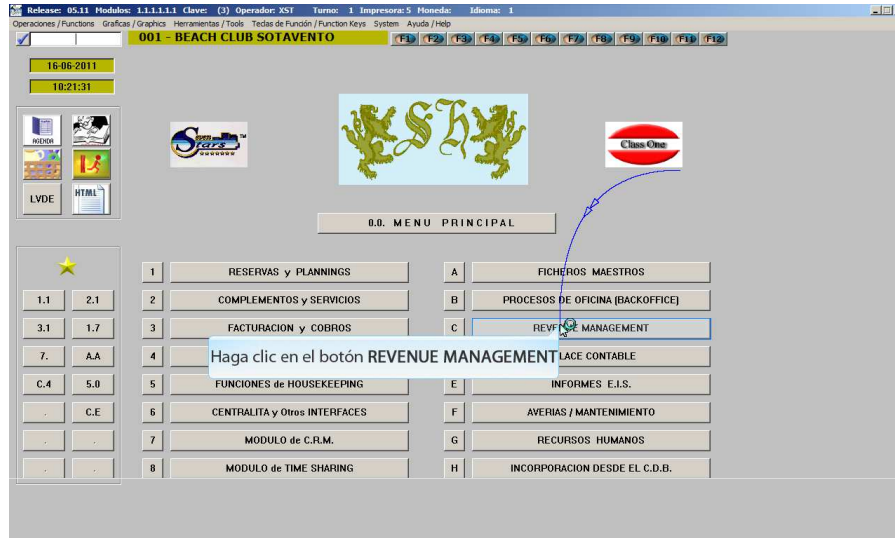 Release: 05.11 Modulos: 1.1.1.1.1.1 Clave: (3) Operador: XST Turno: 1 Impresora: 5 Moneda: Idioma: 1
Operaciones / Functions Graficas / Graphics Herramientas / Tools Teclas de Función / Function Keys System Ayuda / Help
001 - BEACH CLUB SOTAVENTO F1 F2 F3 F4 F5 F6 F7 F8 F9 F10 F11 F12
16-06-2011
10:21:31
AGENDA
LVDE HTML
Seven Stars TM
SH
Class One
0.0. MENU PRINCIPAL
1 RESERVAS y PLANNINGS A FICHEROS MAESTROS
1.1 2.1 2 COMPLEMENTOS y SERVICIOS B PROCESOS DE OFICINA (BACKOFFICE)
3.1 1.7 3 FACTURACION y COBROS C MANAGEMENT
7. A.A 4 Haga clic en el botón REVENUE MANAGEMENT CONTABLE
C.4 5.0 5 FUNCIONES de HOUSEKEEPING E INFORMES E.I.S.
. C.E 6 CENTRALITA y Otros INTERFACES F AVERIAS / MANTENIMIENTO
. . 7 MODULO de C.R.M. G RECURSOS HUMANOS
. . 8 MODULO de TIME SHARING H INCORPORACION DESDE EL C.D.B.